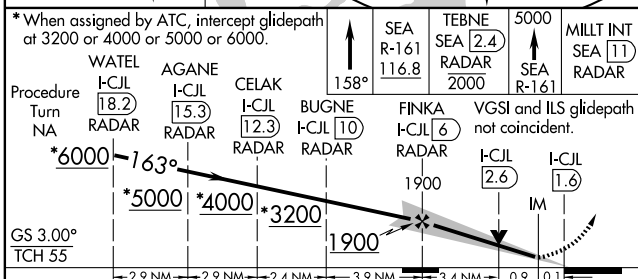 * When assigned by ATC, intercept glidepath
at 3200 or 4000 or 5000 or 6000.
158°
SEA
R-161
116.8
TEBNE
SEA 2.4
RADAR
2000
5000
SEA
R-161
MILLT INT
SEA 11
RADAR
Procedure
Turn
NA
WATEL
I-CJL
18.2
RADAR
AGANE
I-CJL
15.3
RADAR
CELAK
I-CJL
12.3
RADAR
BUGNE
I-CJL 10
RADAR
FINKA
I-CJL 6
RADAR
1900
VGSI and ILS glidepath
not coincident.
I-CJL
2.6
I-CJL
1.6
IM
*6000
163°
*5000
*4000
*3200
1900
GS 3.00°
TCH 55
2.9 NM
2.9 NM
2.4 NM
3.9 NM
3.4 NM
0.9
0.1